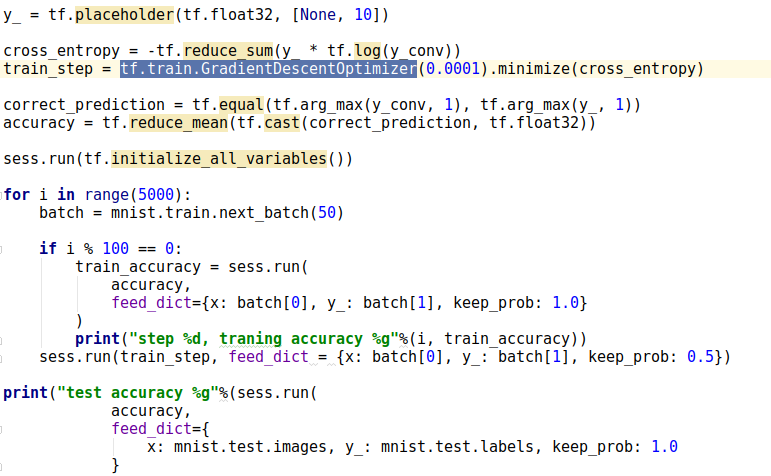 y_ = tf.placeholder(tf.float32, [None, 10])
cross_entropy = -tf.reduce_sum(y_ * tf.log(y_conv))
train_step = tf.train.GradientDescentOptimizer(0.0001).minimize(cross_entropy)
correct_prediction = tf.equal(tf.arg_max(y_conv, 1), tf.arg_max(y_, 1))
accuracy = tf.reduce_mean(tf.cast(correct_prediction, tf.float32))
sess.run(tf.initialize_all_variables())
for i in range(5000):
    batch = mnist.train.next_batch(50)
    if i % 100 == 0:
        train_accuracy = sess.run(
            accuracy,
            feed_dict={x: batch[0], y_: batch[1], keep_prob: 1.0}
        )
        print("step %d, traning accuracy %g"%(i, train_accuracy))
    sess.run(train_step, feed_dict = {x: batch[0], y_: batch[1], keep_prob: 0.5})
print("test accuracy %g"%(sess.run(
            accuracy,
            feed_dict={
                x: mnist.test.images, y_: mnist.test.labels, keep_prob: 1.0
            }